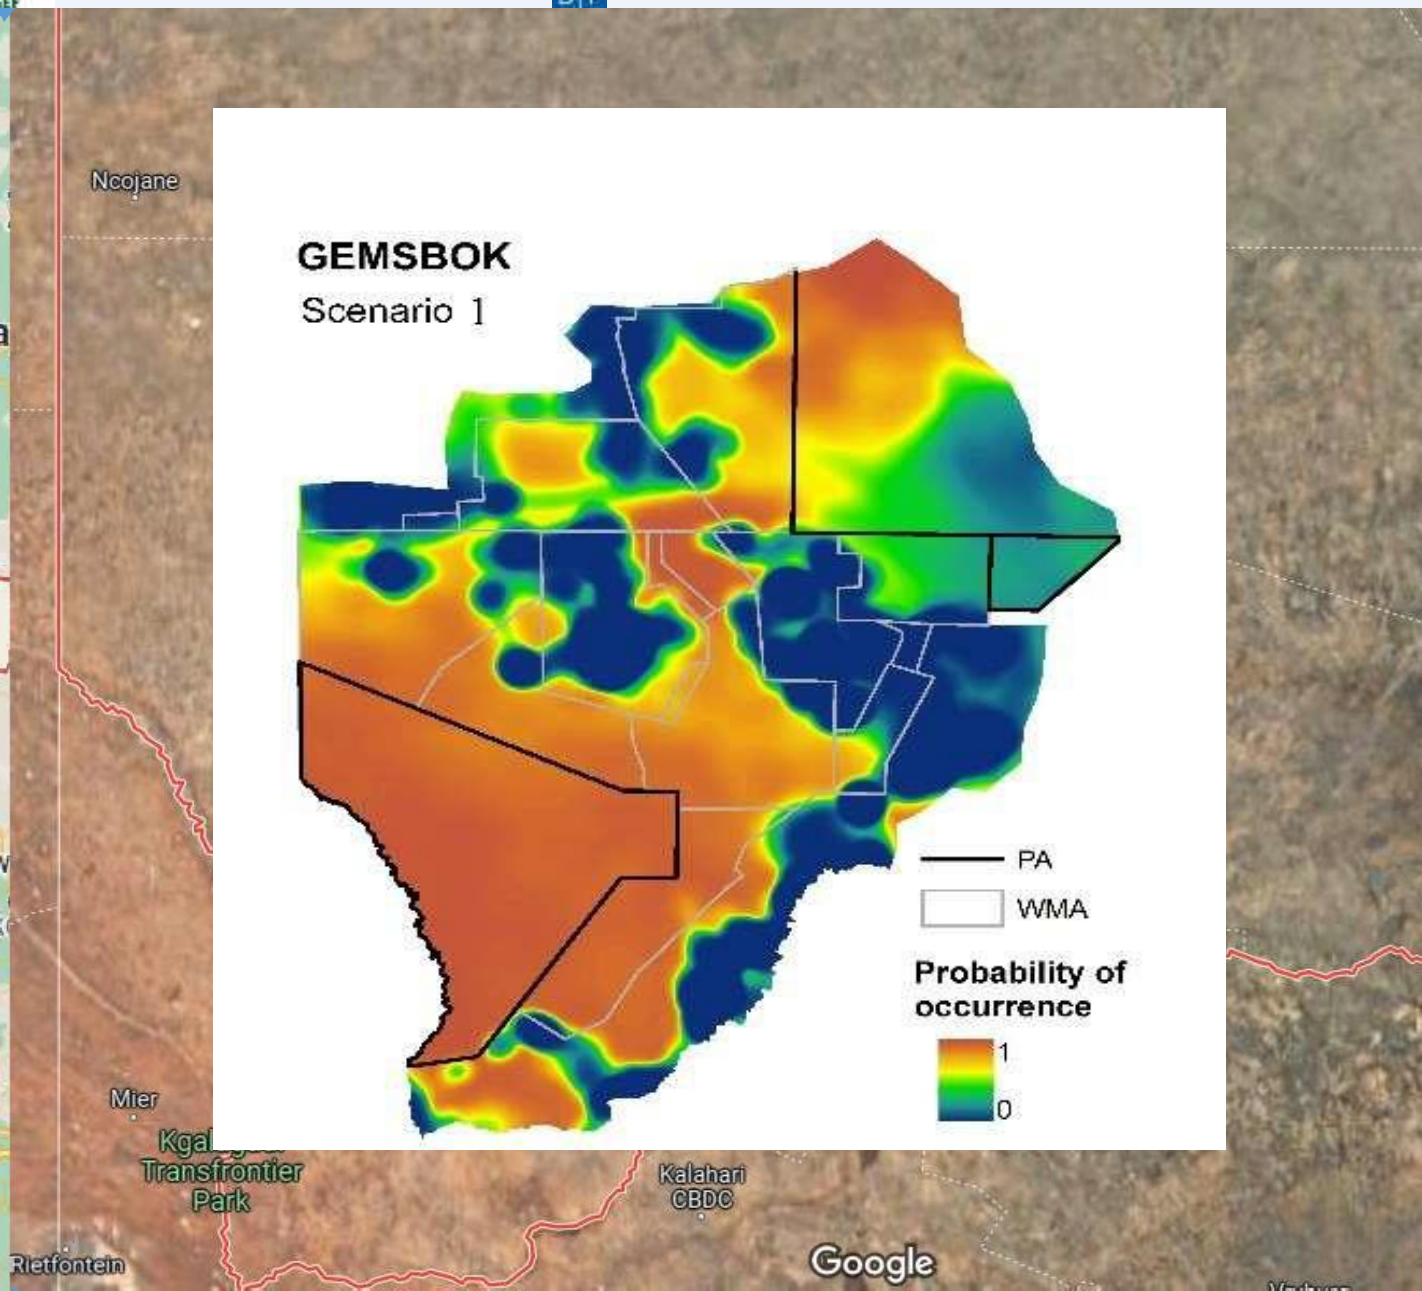 Ncojane
GEMSBOK
Scenario 1
PA
WMA
Probability of
occurrence
1
0
Mier
Transfrontier
Park
Kalahari
CBDC
Rietfontein
Google